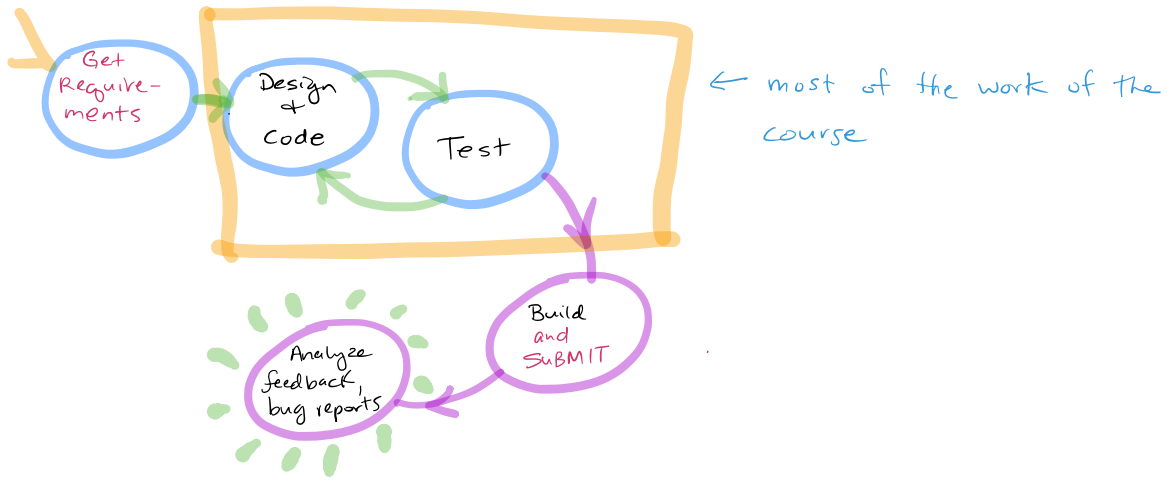 Get
Require-
ments
Design
+
Code
Test
← most of the work of the
course
Build
and
SUBMIT
Analyze
feedback,
bug reports